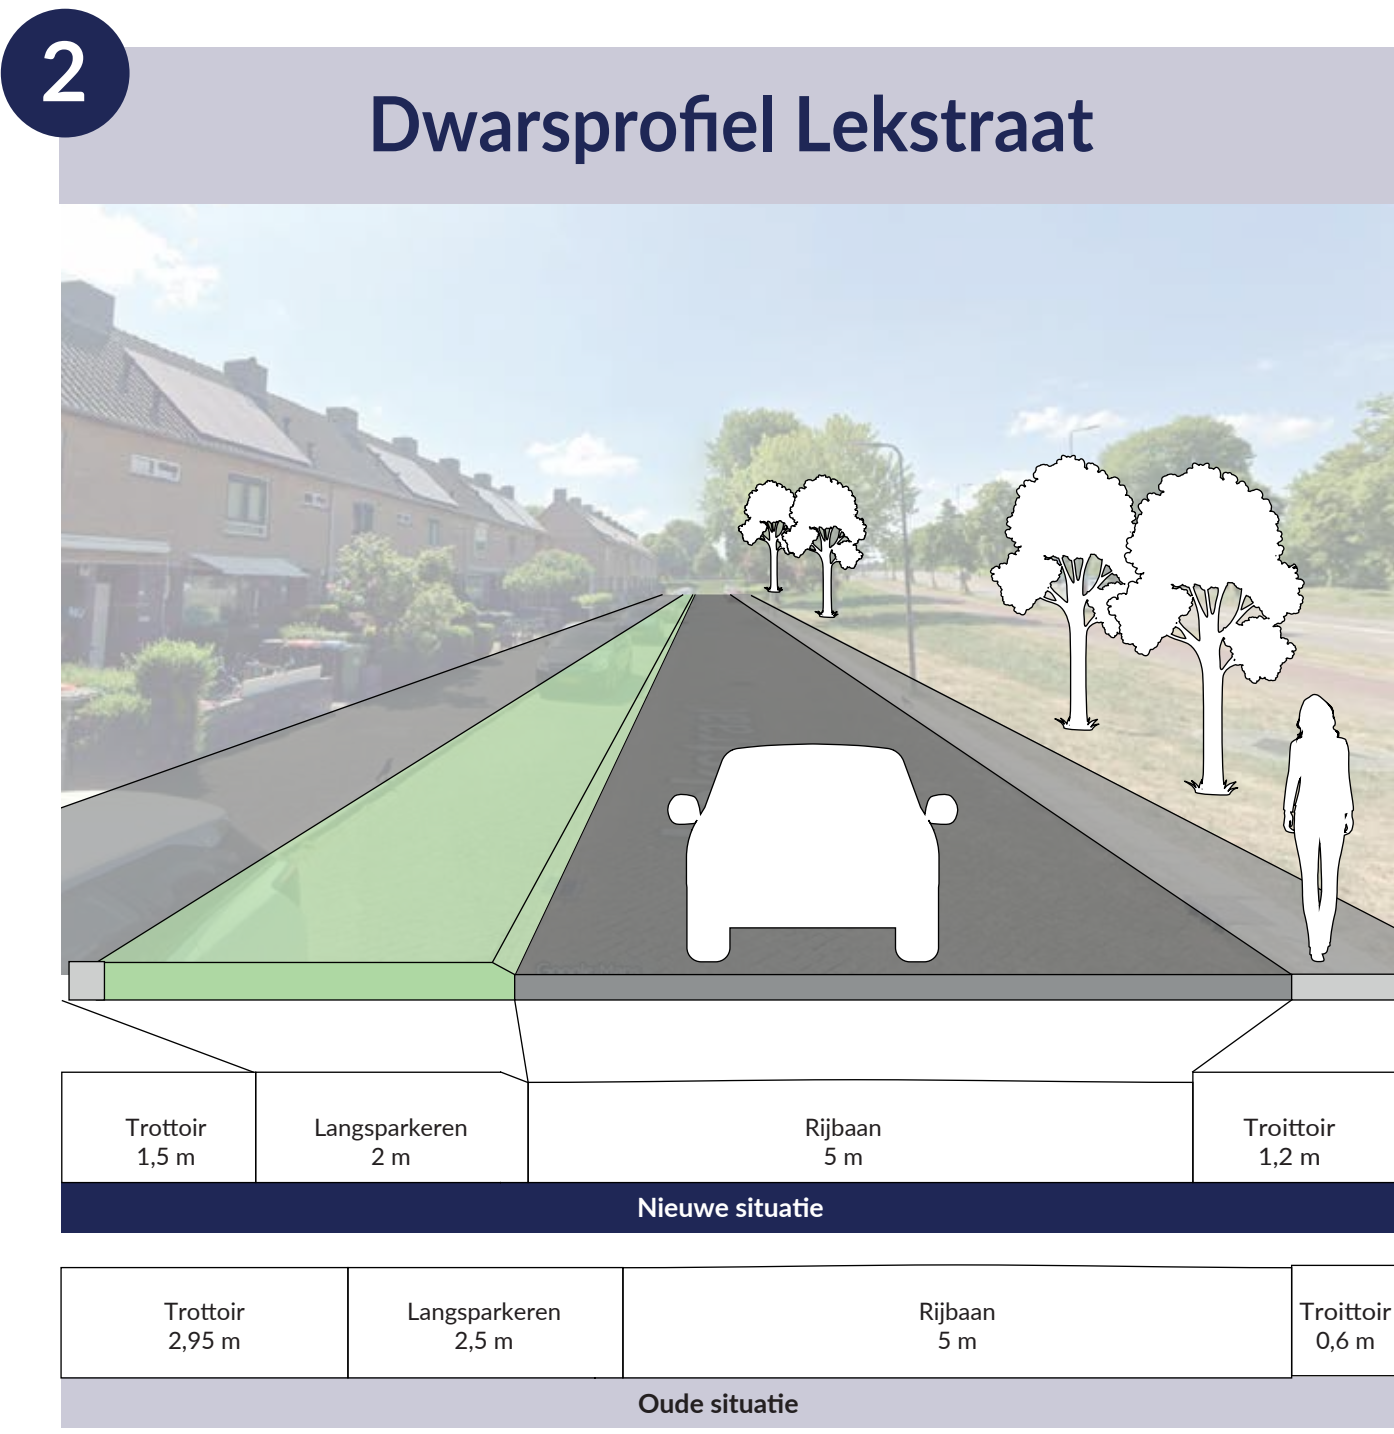 2
Dwarsprofiel Lekstraat
Trottoir
1,5 m
Langsparkeren
2 m
Rijbaan
5 m
Troittoir
1,2 m
Nieuwe situatie
Trottoir
2,95 m
Langsparkeren
2,5 m
Rijbaan
5 m
Troittoir
0,6 m
Oude situatie